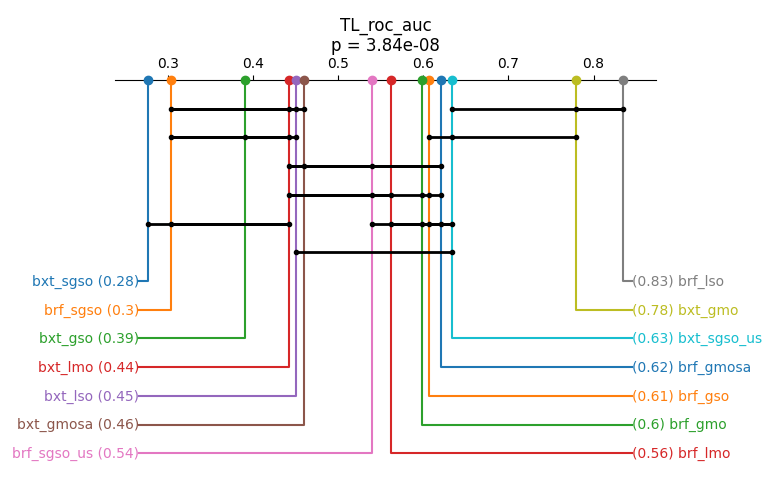 TL_roc_auc
p = 3.84e-08
0.3 0.4 0.5 0.6 0.7 0.8
bxt_sgso (0.28) (0.83) brf_lso
brf_sgso (0.3) (0.78) bxt_gmo
bxt_gso (0.39) (0.63) bxt_sgso_us
bxt_lmo (0.44) (0.62) brf_gmosa
bxt_lso (0.45) (0.61) brf_gso
bxt_gmosa (0.46) (0.6) brf_gmo
brf_sgso_us (0.54) (0.56) brf_lmo